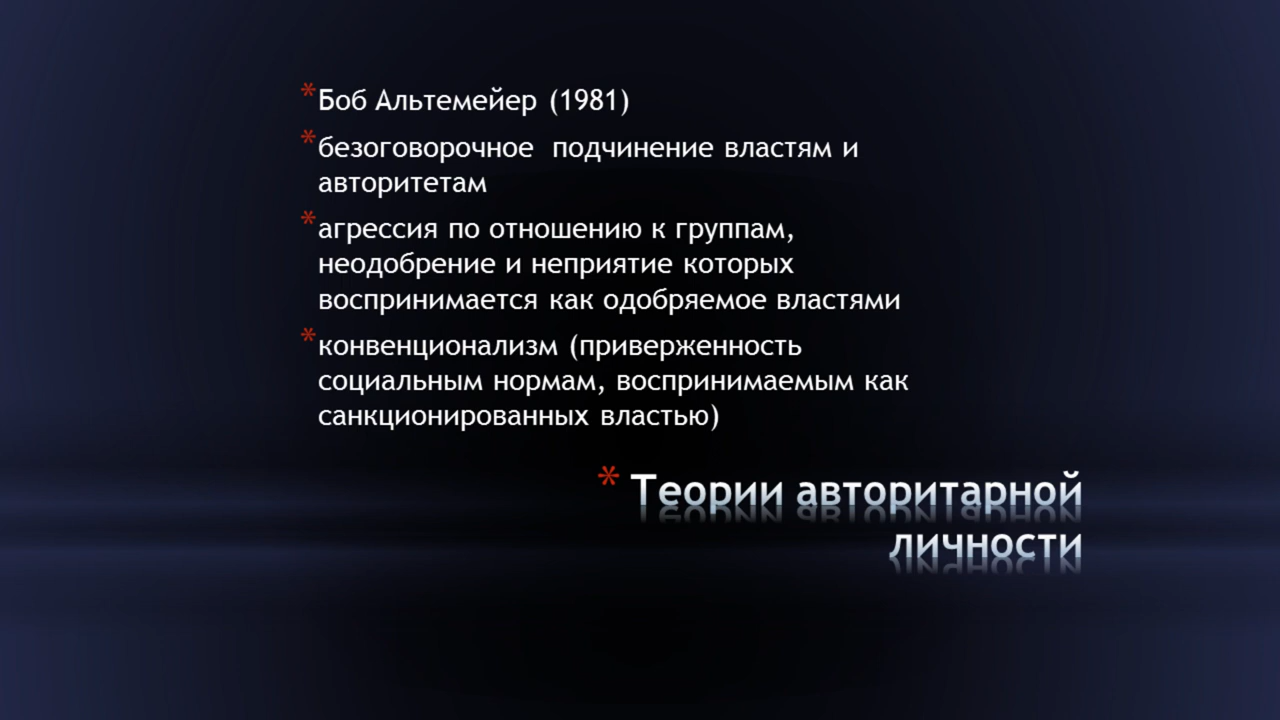 * Боб Альтемейер (1981)
* безоговорочное  подчинение властям и
авторитетам
* агрессия по отношению к группам,
неодобрение и неприятие которых
воспринимается как одобряемое властями
* конвенционализм (приверженность
социальным нормам, воспринимаемым как
санкционированных властью)
* Теории авторитарной
личности